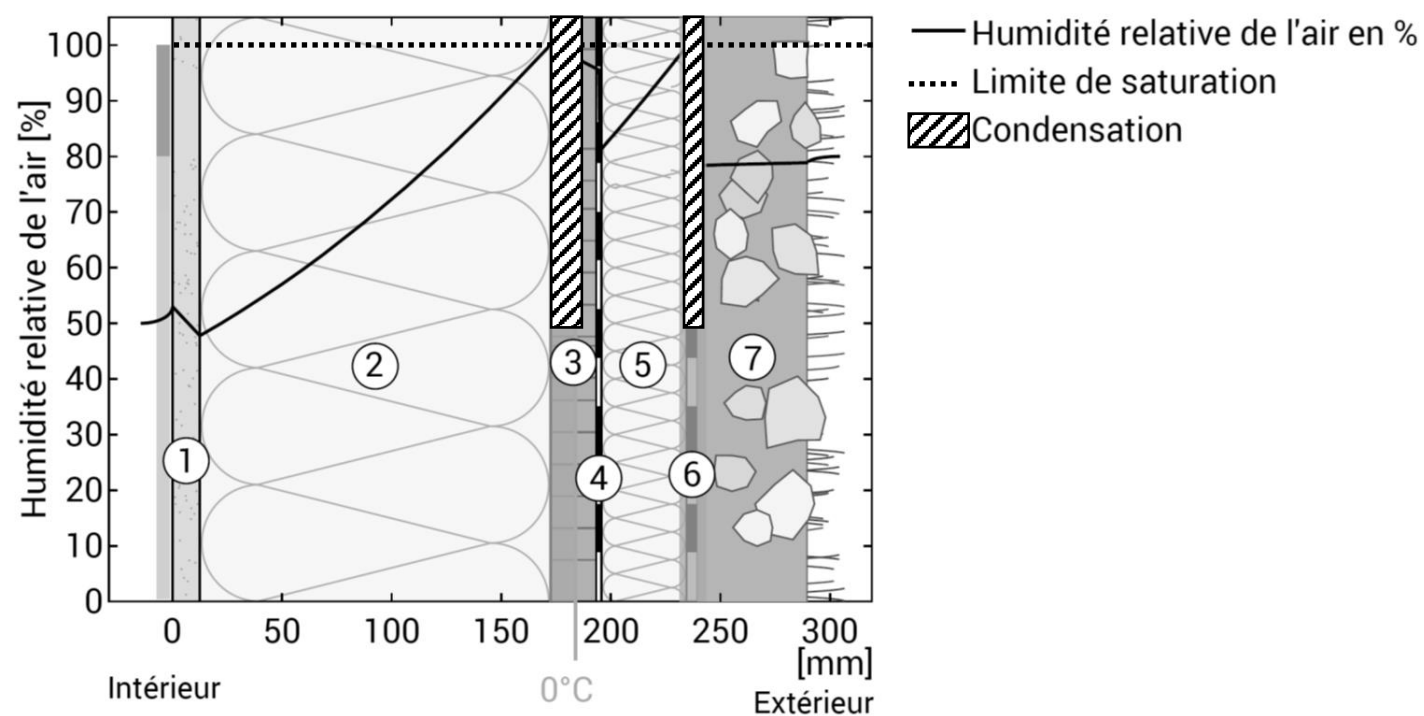 Humidité relative de l'air [%]
100
90
80
70
60
50
40
30
20
10
0
1
2
3
4
5
6
7
0 50 100 150 200 250 300
[mm]
Intérieur
0°C
Extérieur
Humidité relative de l'air en %
Limite de saturation
Condensation